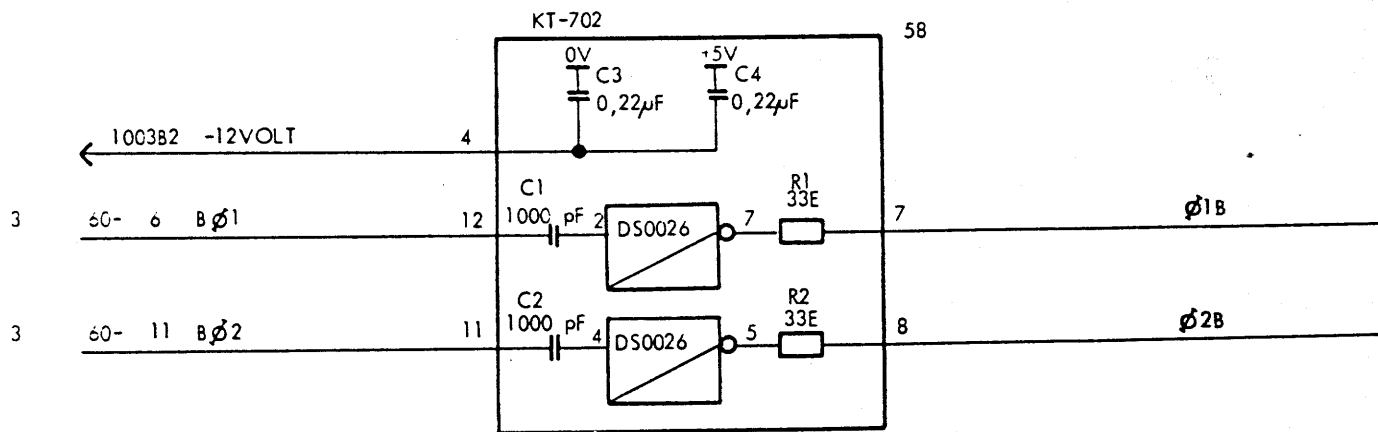 KT-702
58
0V
+5V
C3
C4
0,22µF
0,22µF
1003B2 -12VOLT 4
C1
R1
33E
3 60- 6 BØ1 12 1000 pF 2 DS0026 7 7 Ø1B
C2
R2
33E
3 60- 11 BØ2 11 1000 pF 4 DS0026 5 8 Ø2B